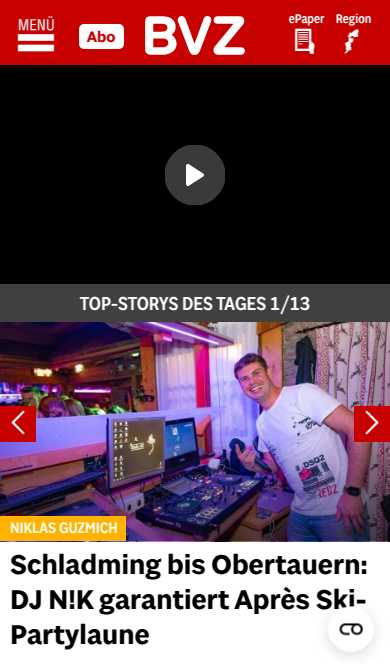 MENÜ
Abo
BVZ
ePaper
Region
TOP-STORYS DES TAGES 1/13
DSQ2
NIKLAS GUZMICH
Schladming bis Obertauern:
DJ N!K garantiert Après Ski-
Partylaune